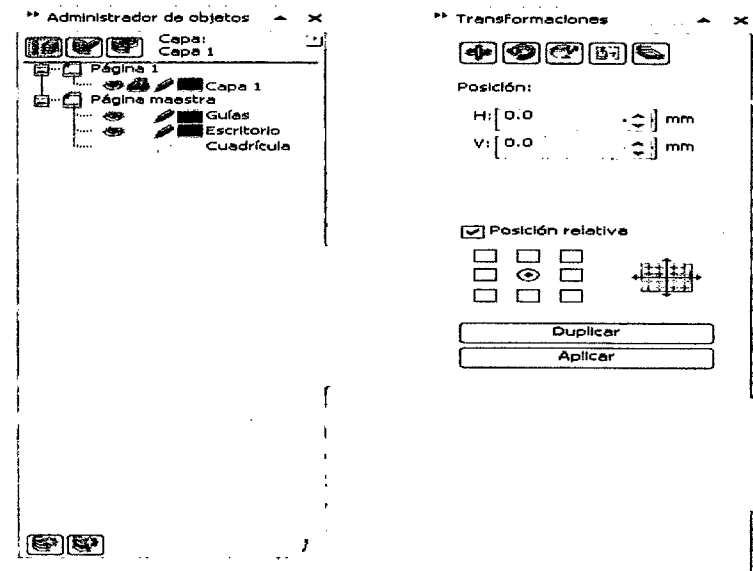 Administrador de objetos
Capa:
Capa 1
Página 1
Capa 1
Página maestra
Guías
Escritorio
Cuadrícula
Transformaciones
Posición:
H: 0.0 mm
V: 0.0 mm
Posición relativa
Duplicar
Aplicar